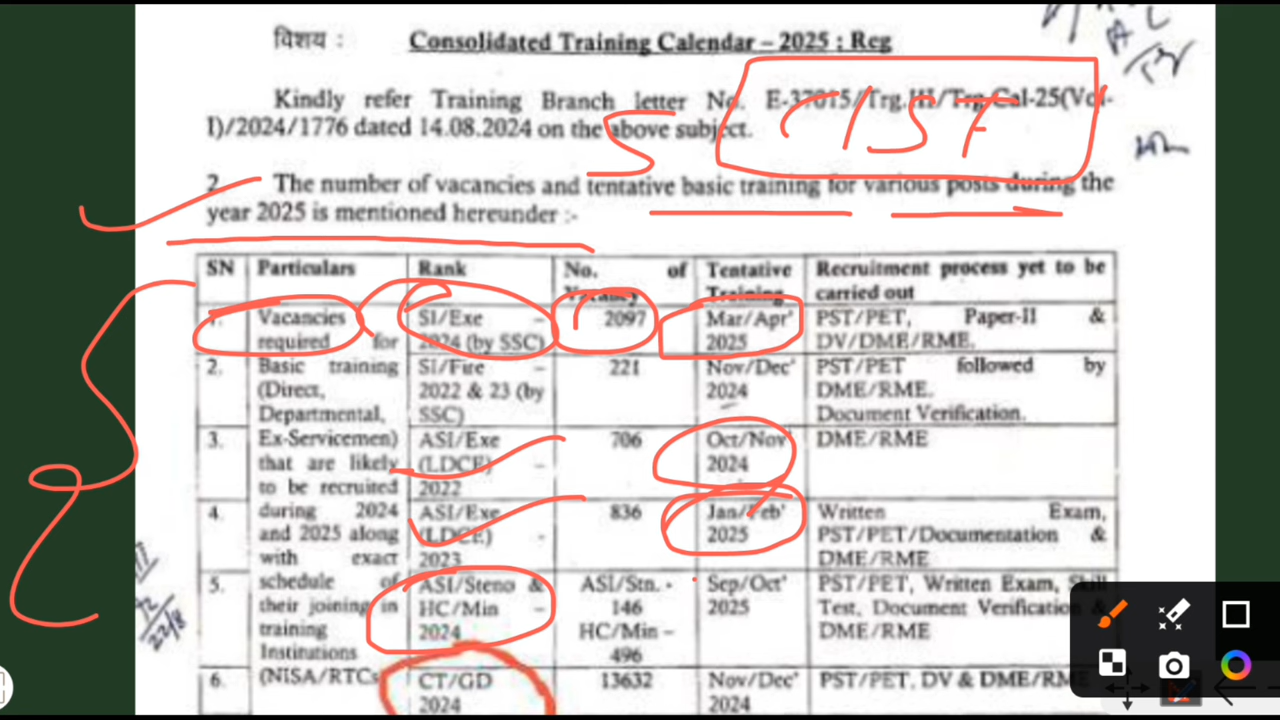 विषय : Consolidated Training Calendar – 2025 ; Reg
Kindly refer Training Branch letter No. E-37015/Trg.III/Trg.Cal-25(Vol-
I)/2024/1776 dated 14.08.2024 on the above subject.
CISF
2. The number of vacancies and tentative basic training for various posts during the
year 2025 is mentioned hereunder :-
SN Particulars Rank No. of Vacancy Tentative Training Recruitment process yet to be carried out
1. Vacancies required for SI/Exe – 2024 (by SSC) 2097 Mar/Apr' 2025 PST/PET, Paper-II & DV/DME/RME.
2. Basic training (Direct, Departmental, SI/Fire – 2022 & 23 (by SSC) 221 Nov/Dec' 2024 PST/PET followed by DME/RME. Document Verification.
3. Ex-Servicemen) that are likely to be recruited ASI/Exe (LDCE) – 2022 706 Oct/Nov' 2024 DME/RME
4. during 2024 and 2025 along with exact ASI/Exe (LDCE) - 2023 836 Jan/Feb' 2025 Written Exam, PST/PET/Documentation & DME/RME
5. schedule of their joining in training Institutions ASI/Steno & HC/Min – 2024 ASI/Stn. - 146 HC/Min – 496 Sep/Oct' 2025 PST/PET, Written Exam, Skill Test, Document Verification & DME/RME
6. (NISA/RTCs CT/GD 2024 13632 Nov/Dec' 2024 PST/PET, DV & DME/RME
22/8